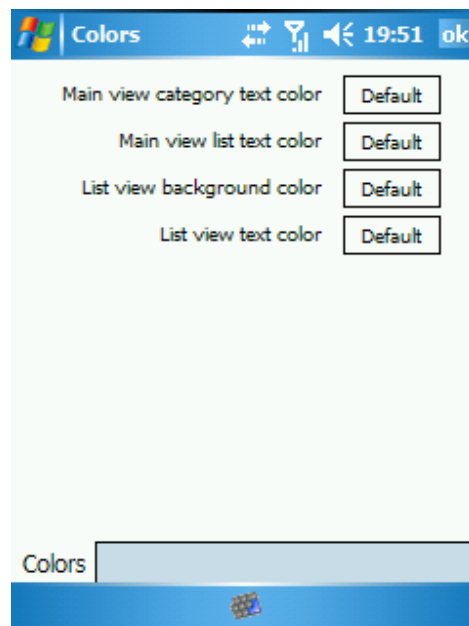 Colors 19:51 ok
Main view category text color Default
Main view list text color Default
List view background color Default
List view text color Default
Colors